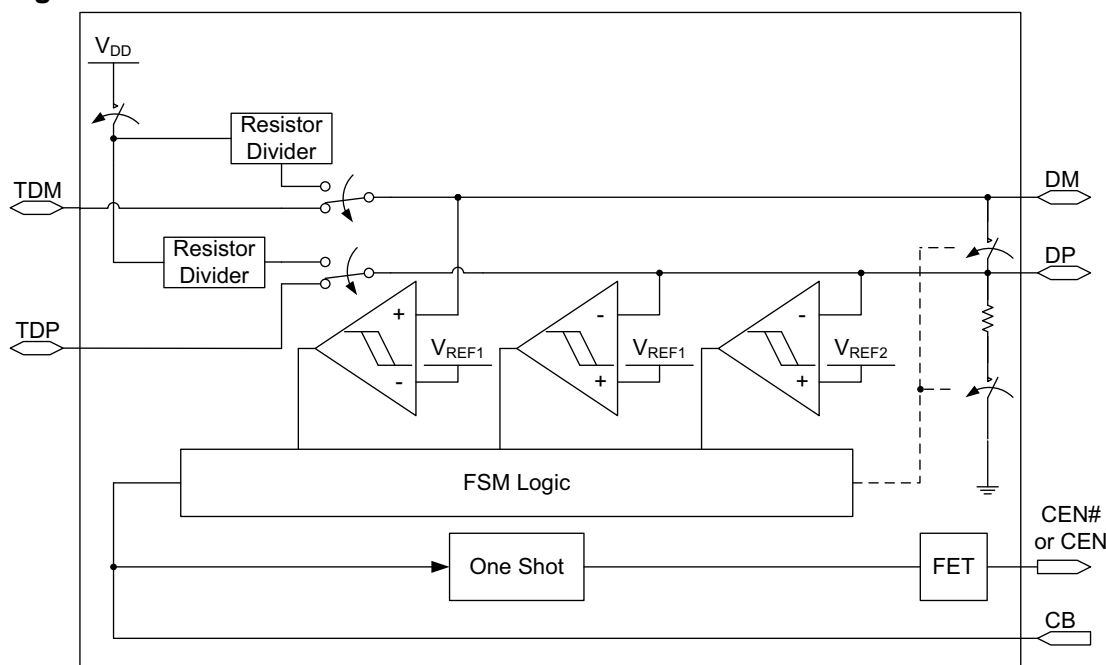 V_DD
Resistor
Divider
TDM
DM
Resistor
Divider
DP
TDP
+
-
V_REF1
-
+
V_REF1
-
+
V_REF2
FSM Logic
One Shot
FET
CEN#
or CEN
CB